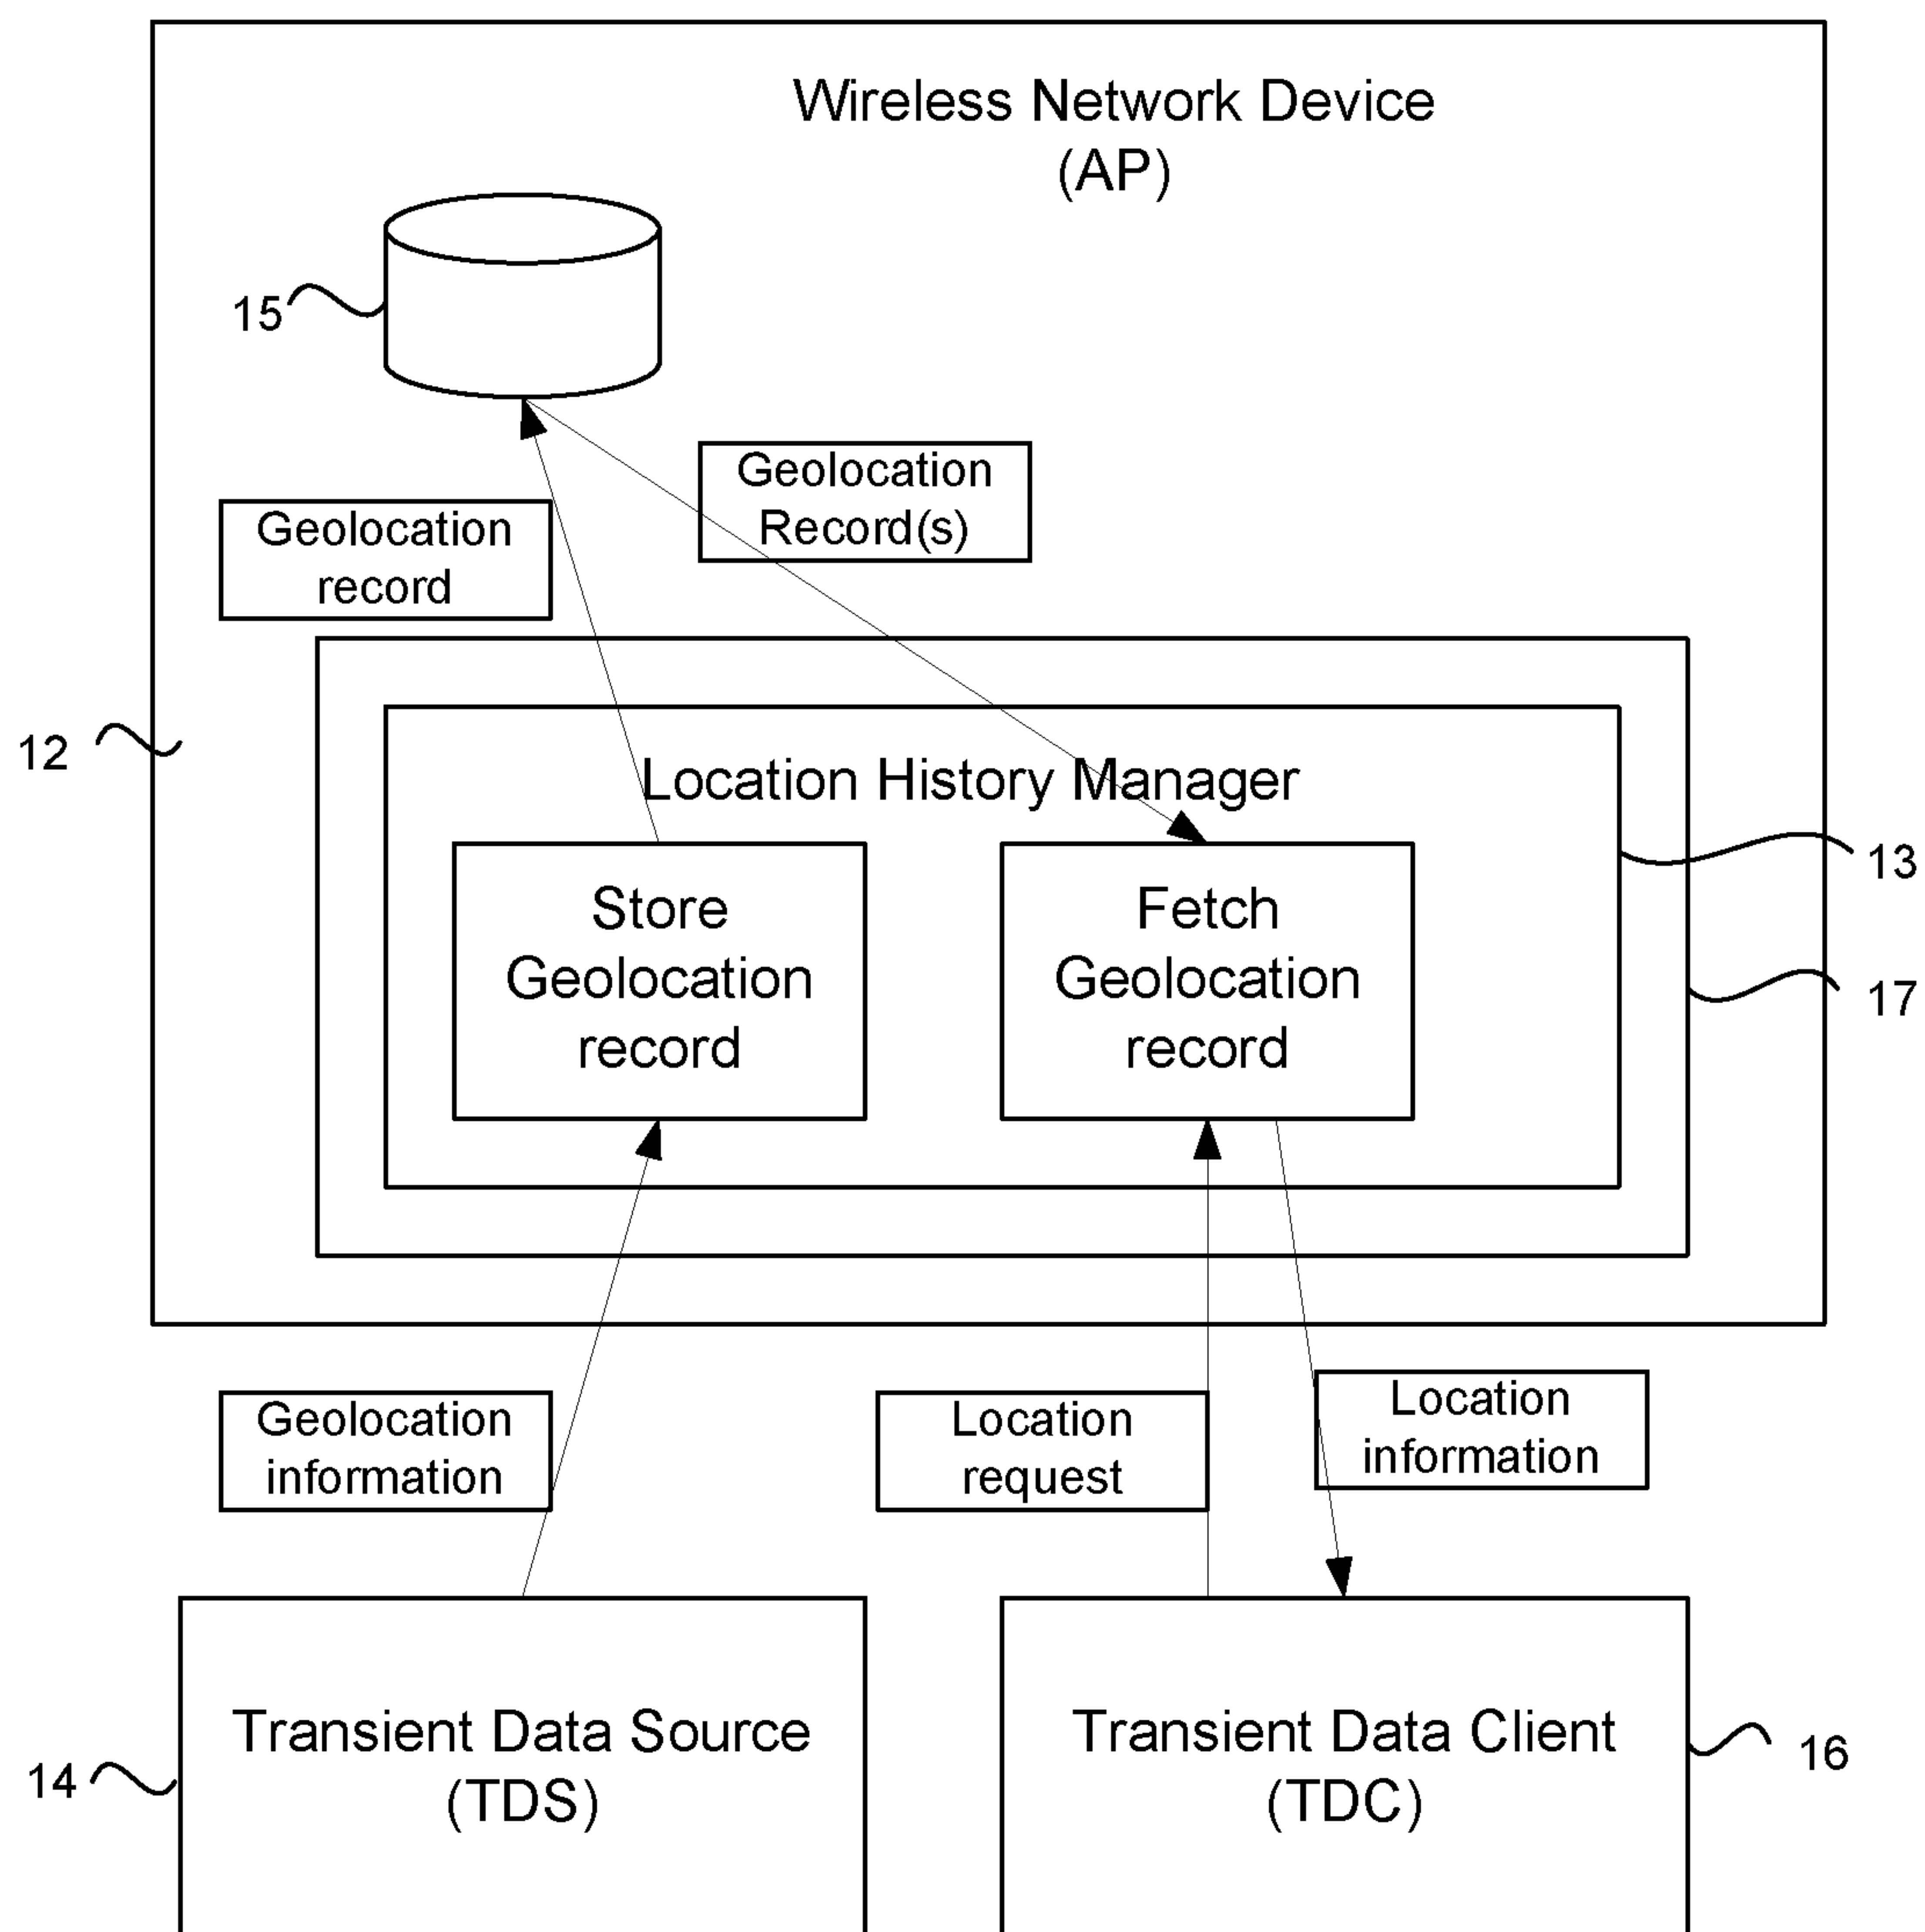 Wireless Network Device
(AP)
15
Geolocation
Record(s)
Geolocation
record
12
Location History Manager
13
Store
Geolocation
record
Fetch
Geolocation
record
17
Geolocation
information
Location
request
Location
information
14
Transient Data Source
(TDS)
Transient Data Client
(TDC)
16